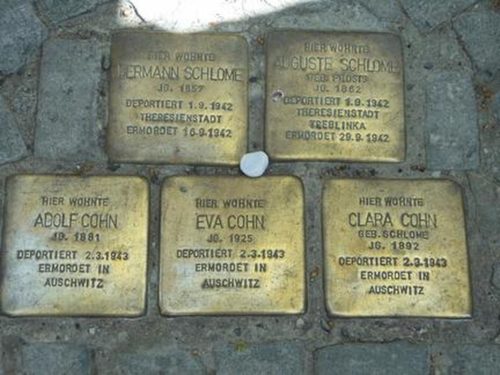 HIER WOHNTE
HERMANN SCHLOME
JG. 1857
DEPORTIERT 1.9.1942
THERESIENSTADT
ERMORDET 16.9.1942
HIER WOHNTE
AUGUSTE SCHLOME
GEB.
JG. 1862
DEPORTIERT 1.9.1942
THERESIENSTADT
TREBLINKA
ERMORDET 29.9.1942
HIER WOHNTE
ADOLF COHN
JG. 1881
DEPORTIERT 2.3.1943
ERMORDET IN
AUSCHWITZ
HIER WOHNTE
EVA COHN
JG. 1925
DEPORTIERT 2.3.1943
ERMORDET IN
AUSCHWITZ
HIER WOHNTE
CLARA COHN
GEB. SCHLOME
JG. 1892
DEPORTIERT 2.3.1943
ERMORDET IN
AUSCHWITZ